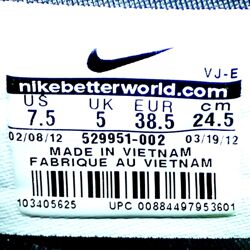 VJ-E
nikebetterworld.com
US UK EUR cm
7.5 5 38.5 24.5
02/08/12 529951-002 03/19/12
MADE IN VIETNAM
FABRIQUE AU VIETNAM
103405625 UPC 00884497953601